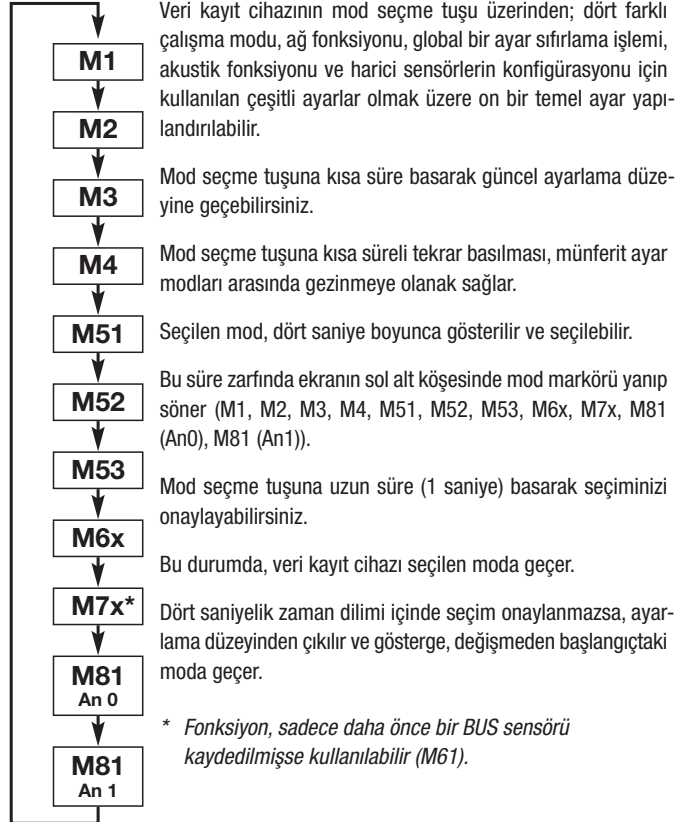 M1
M2
M3
M4
M51
M52
M53
M6x
M7x*
M81
An 0
M81
An 1
Veri kayıt cihazının mod seçme tuşu üzerinden; dört farklı
çalışma modu, ağ fonksiyonu, global bir ayar sıfırlama işlemi,
akustik fonksiyonu ve harici sensörlerin konfigürasyonu için
kullanılan çeşitli ayarlar olmak üzere on bir temel ayar yapı-
landırılabilir.
Mod seçme tuşuna kısa süre basarak güncel ayarlama düze-
yine geçebilirsiniz.
Mod seçme tuşuna kısa süreli tekrar basılması, münferit ayar
modları arasında gezinmeye olanak sağlar.
Seçilen mod, dört saniye boyunca gösterilir ve seçilebilir.
Bu süre zarfında ekranın sol alt köşesinde mod markörü yanıp
söner (M1, M2, M3, M4, M51, M52, M53, M6x, M7x, M81
(An0), M81 (An1)).
Mod seçme tuşuna uzun süre (1 saniye) basarak seçiminizi
onaylayabilirsiniz.
Bu durumda, veri kayıt cihazı seçilen moda geçer.
Dört saniyelik zaman dilimi içinde seçim onaylanmazsa, ayar-
lama düzeyinden çıkılır ve gösterge, değişmeden başlangıçtaki
moda geçer.
* Fonksiyon, sadece daha önce bir BUS sensörü
kaydedilmişse kullanılabilir (M61).